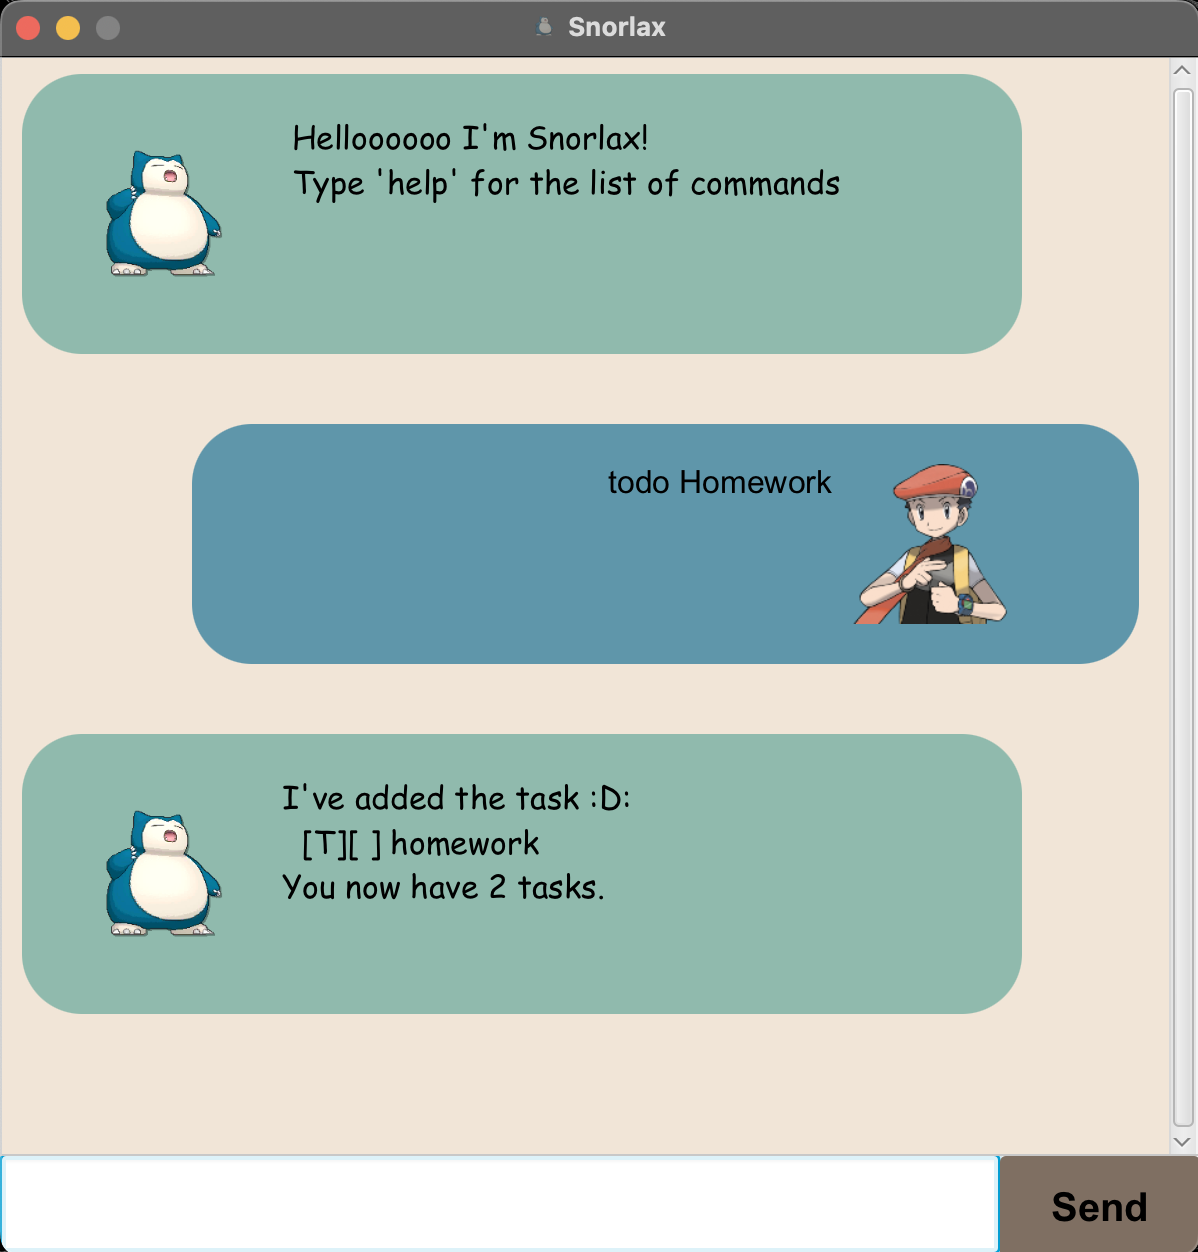 Snorlax
Helloooooo I'm Snorlax!
Type 'help' for the list of commands
todo Homework
I've added the task :D:
[T][ ] homework
You now have 2 tasks.
Send